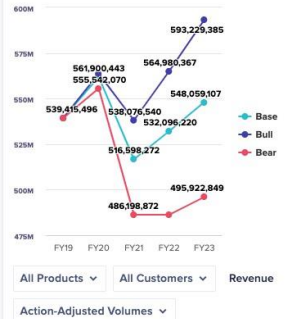 600M
593,229,385
575M
561,900,443
564,980,367
555,542,070
550M
548,059,107
539,415,496
538,076,540
532,096,220
Base
Bull
Bear
525M
516,598,272
500M
495,922,849
486,198,872
475M
FY19 FY20 FY21 FY22 FY23
All Products All Customers Revenue
Action-Adjusted Volumes